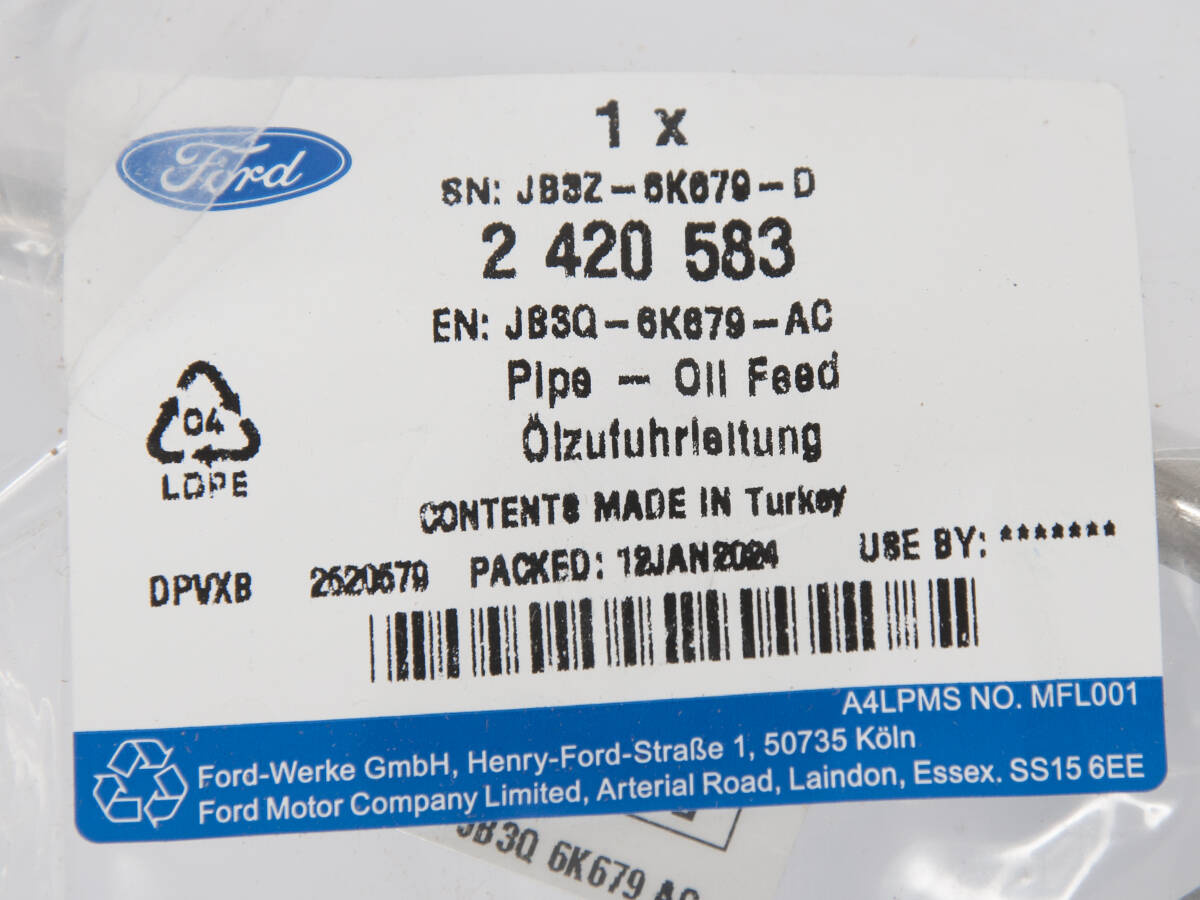 Ford
1 x
SN: JB3Z-6K679-D
2 420 583
EN: JB3Q-6K679-AC
Pipe - Oil Feed
Ölzufuhrleitung
04
LDPE
CONTENTS MADE IN Turkey
DPVXB 2520579 PACKED: 12JAN2024 USE BY: *******
A4LPMS NO. MFL001
Ford-Werke GmbH, Henry-Ford-Straße 1, 50735 Köln
Ford Motor Company Limited, Arterial Road, Laindon, Essex. SS15 6EE
JB3Q 6K679 AC